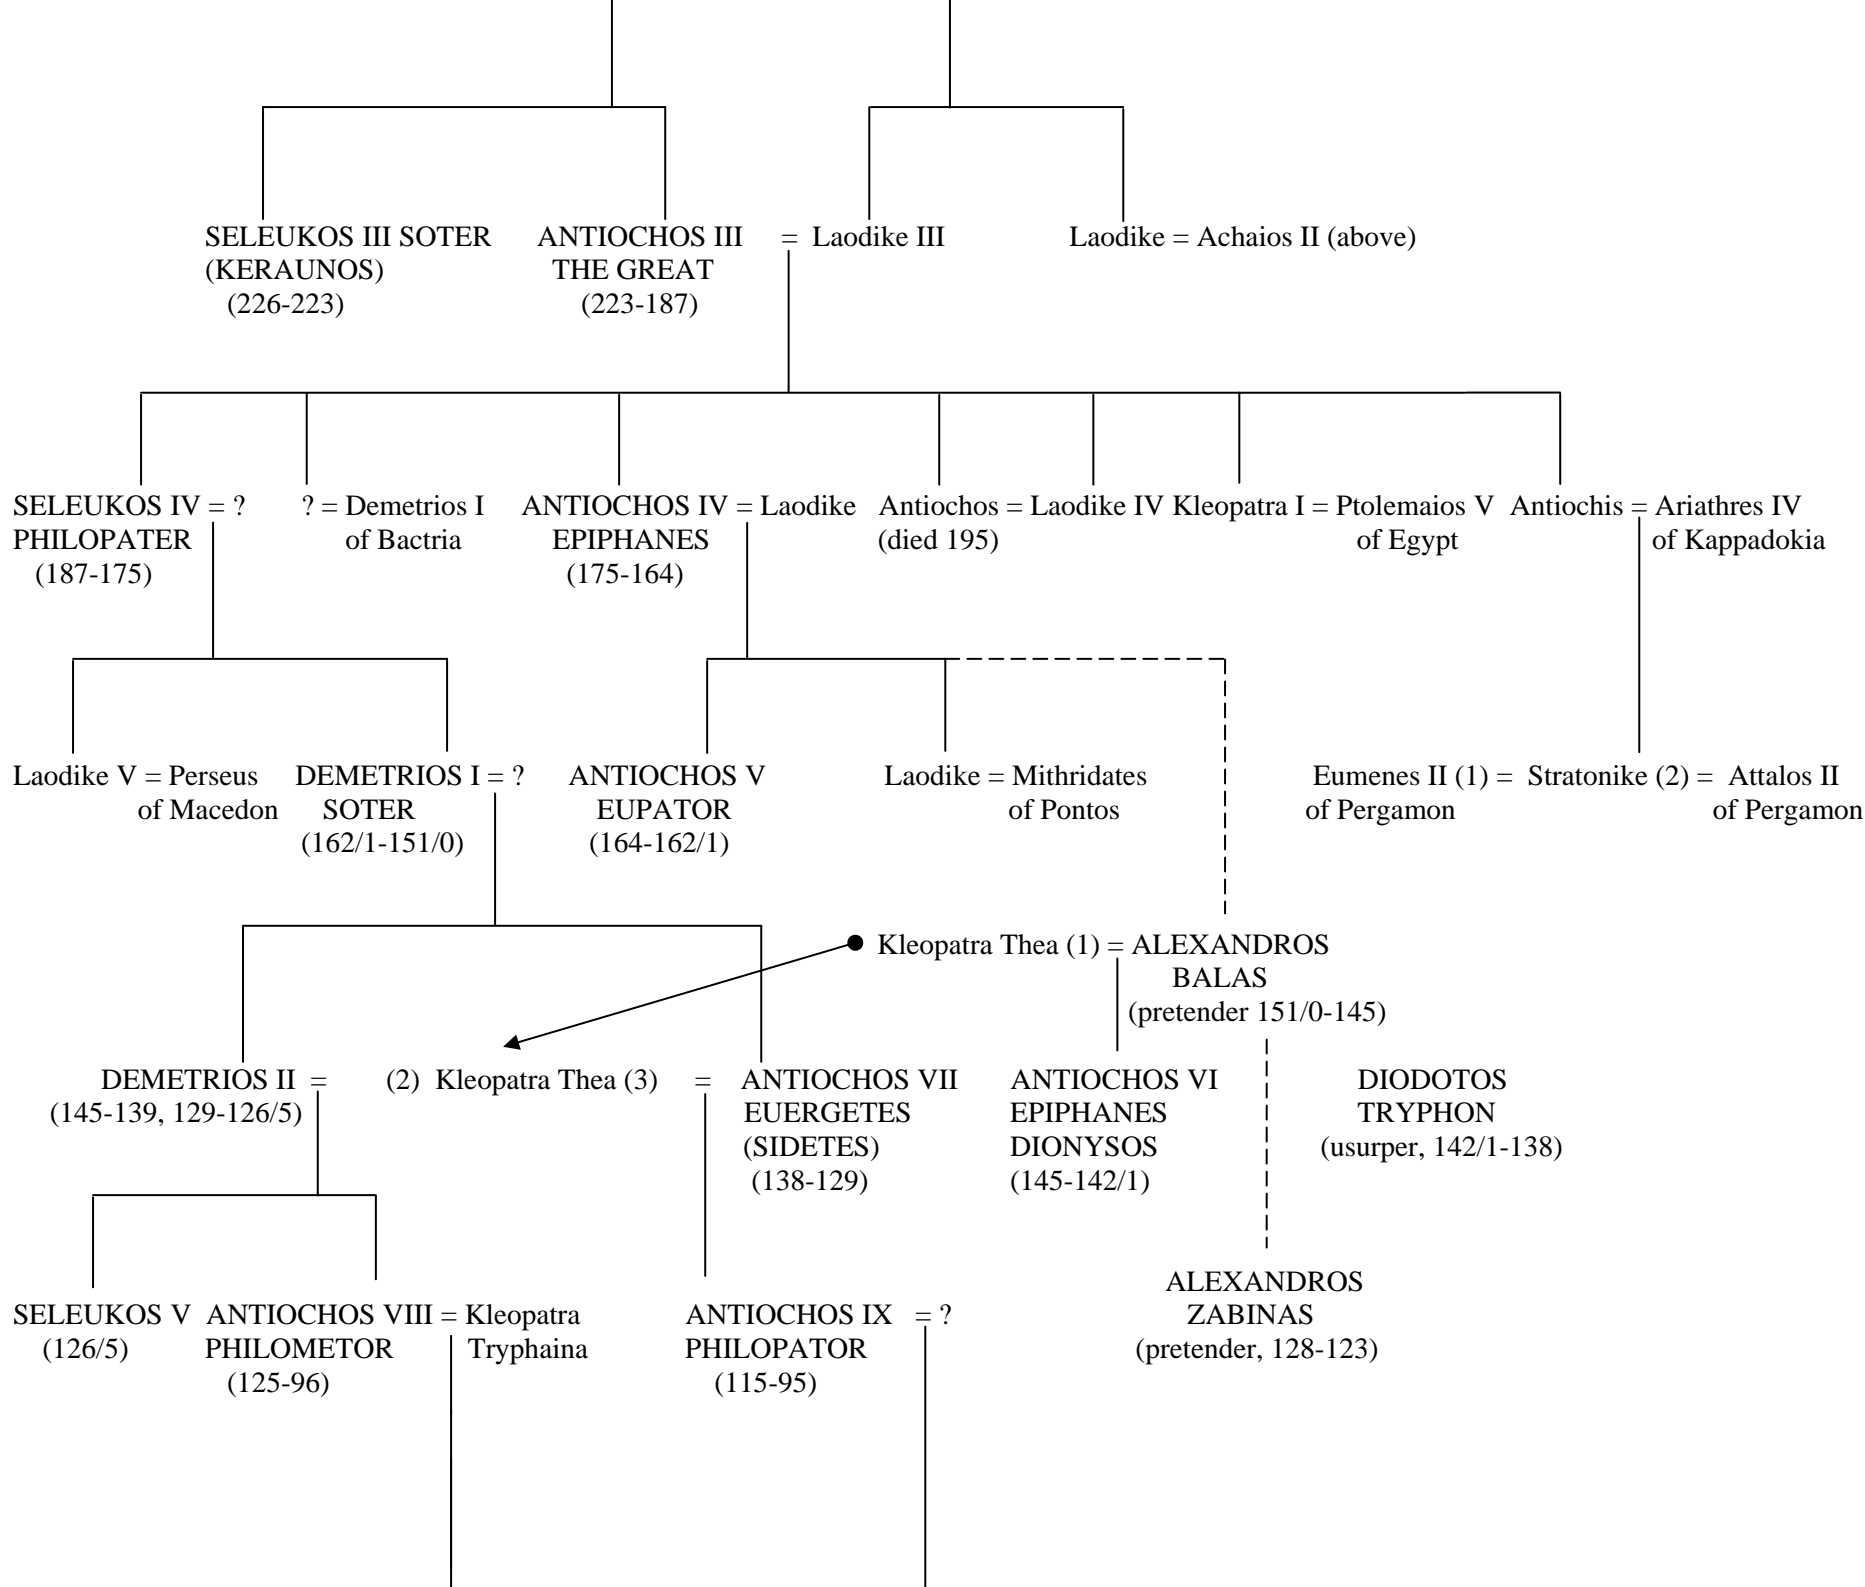 SELEUKOS III SOTER ANTIOCHOS III = Laodike III Laodike = Achaios II (above)
(KERAUNOS) THE GREAT
(226-223) (223-187)
SELEUKOS IV = ? ? = Demetrios I ANTIOCHOS IV = Laodike Antiochos = Laodike IV Kleopatra I = Ptolemaios V Antiochis = Ariathres IV
PHILOPATER of Bactria EPIPHANES (died 195) of Egypt of Kappadokia
(187-175) (175-164)
Laodike V = Perseus DEMETRIOS I = ? ANTIOCHOS V Laodike = Mithridates Eumenes II (1) = Stratonike (2) = Attalos II
of Macedon SOTER EUPATOR of Pontos of Pergamon of Pergamon
(162/1-151/0) (164-162/1)
Kleopatra Thea (1) = ALEXANDROS
BALAS
(pretender 151/0-145)
DEMETRIOS II = (2) Kleopatra Thea (3) = ANTIOCHOS VII ANTIOCHOS VI DIODOTOS
(145-139, 129-126/5) EUERGETES EPIPHANES TRYPHON
(SIDETES) DIONYSOS (usurper, 142/1-138)
(138-129) (145-142/1)
ALEXANDROS
SELEUKOS V ANTIOCHOS VIII = Kleopatra ANTIOCHOS IX = ? ZABINAS
(126/5) PHILOMETOR Tryphaina PHILOPATOR (pretender, 128-123)
(125-96) (115-95)